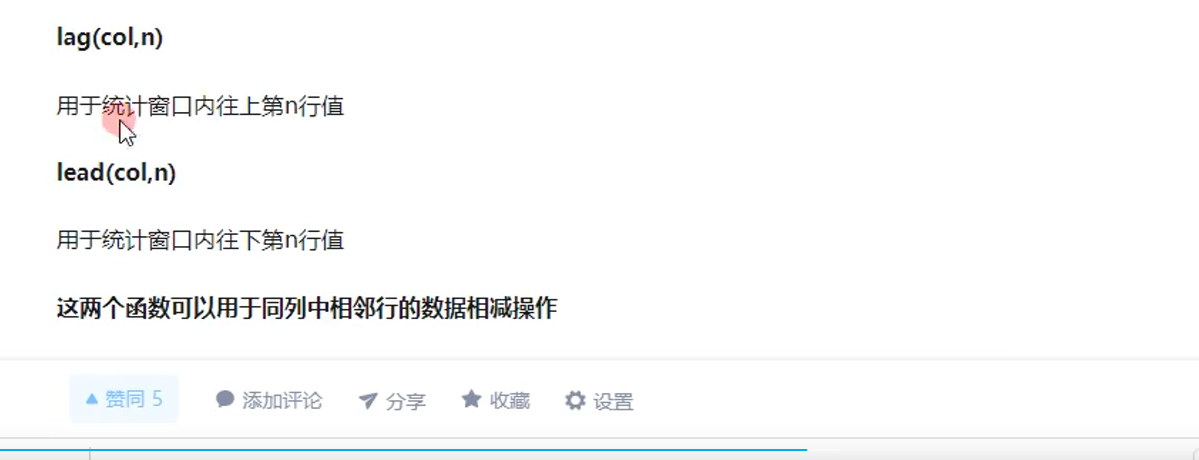 lag(col,n)
用于统计窗口内往上第n行值
lead(col,n)
用于统计窗口内往下第n行值
这两个函数可以用于同列中相邻行的数据相减操作
赞同 5 添加评论 分享 收藏 设置